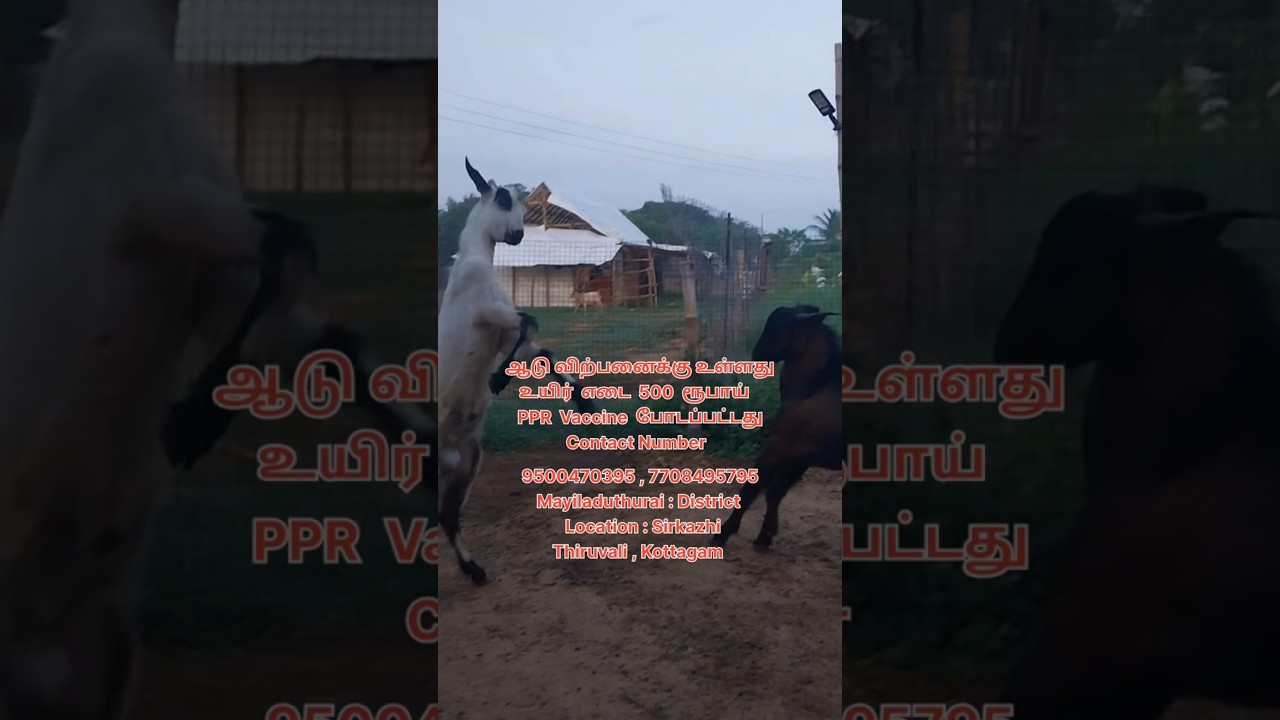 ஆடு விற்பனைக்கு உள்ளது
உயிர் எடை 500 ரூபாய்
PPR Vaccine போடப்பட்டது
Contact Number
9500470395 , 7708495795
Mayiladuthurai : District
Location : Sirkazhi
Thiruvali , Kottagam